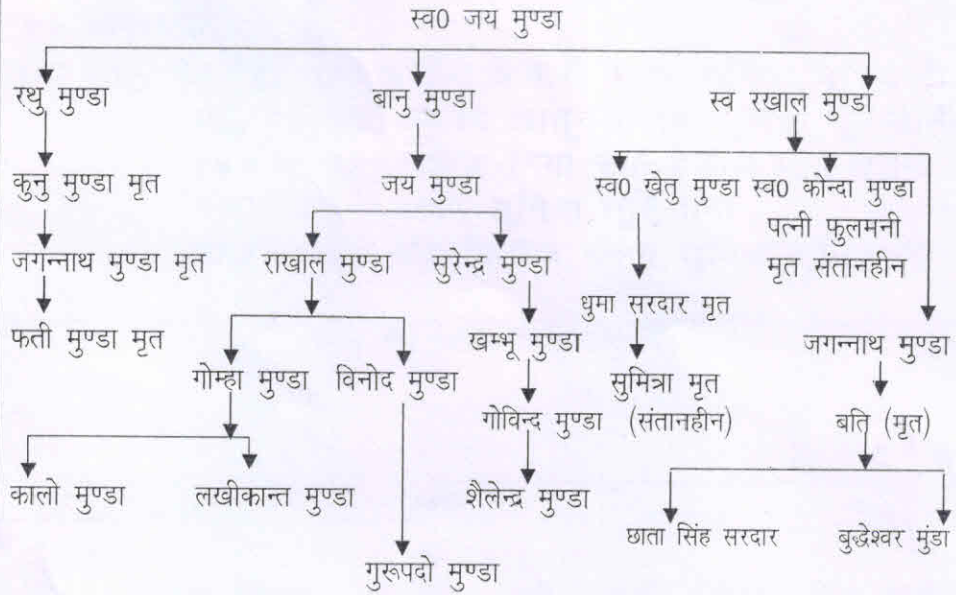 स्व0 जय मुण्डा
रथु मुण्डा बानु मुण्डा स्व रखाल मुण्डा
कुनु मुण्डा मृत जय मुण्डा स्व0 खेतु मुण्डा स्व0 कोन्दा मुण्डा
पत्नी फुलमनी
जगन्नाथ मुण्डा मृत राखाल मुण्डा सुरेन्द्र मुण्डा मृत संतानहीन
धुमा सरदार मृत
फती मुण्डा मृत खम्भू मुण्डा जगन्नाथ मुण्डा
गोम्हा मुण्डा विनोद मुण्डा सुमित्रा मृत
गोविन्द मुण्डा (संतानहीन) बति (मृत)
कालो मुण्डा लखीकान्त मुण्डा शैलेन्द्र मुण्डा
छाता सिंह सरदार बुद्धेश्वर मुंडा
गुरूपदो मुण्डा